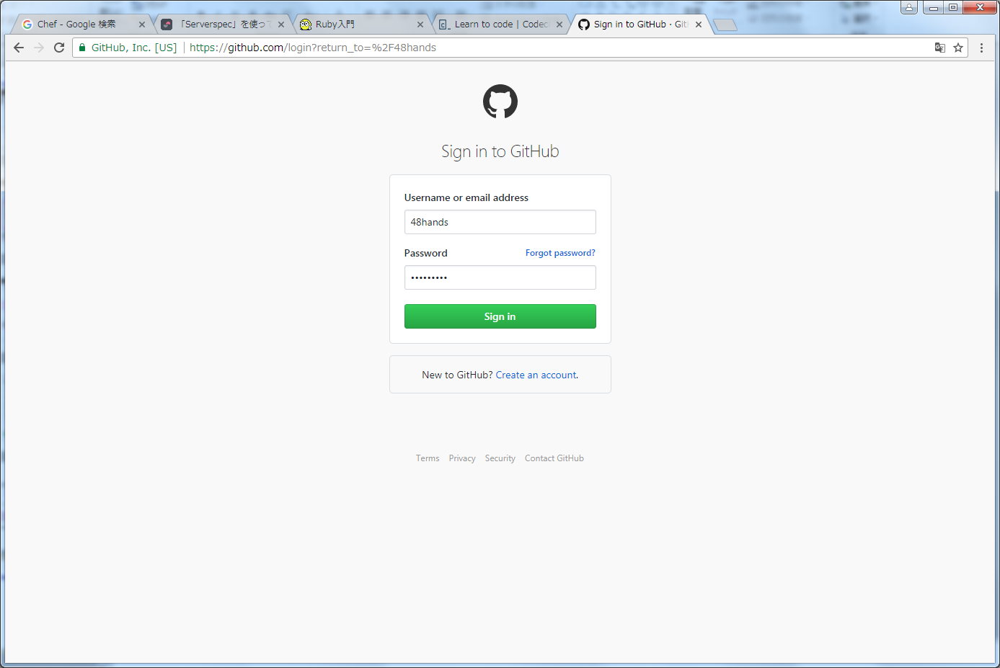 Chef - Google 検索
「Serverspec」を使って
Ruby入門
Learn to code | Codec
Sign in to GitHub · Git
GitHub, Inc. [US]
https://github.com/login?return_to=%2F48hands
Sign in to GitHub
Username or email address
48hands
Password
Forgot password?
•••••••••
Sign in
New to GitHub? Create an account.
Terms Privacy Security Contact GitHub